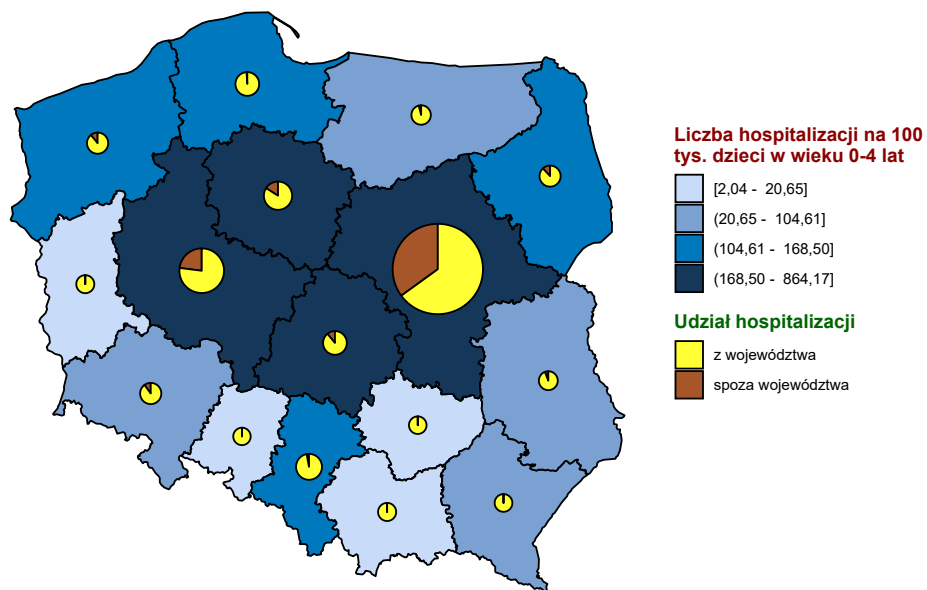 Liczba hospitalizacji na 100
tys. dzieci w wieku 0-4 lat
[2,04 - 20,65]
(20,65 - 104,61]
(104,61 - 168,50]
(168,50 - 864,17]
Udział hospitalizacji
z województwa
spoza województwa